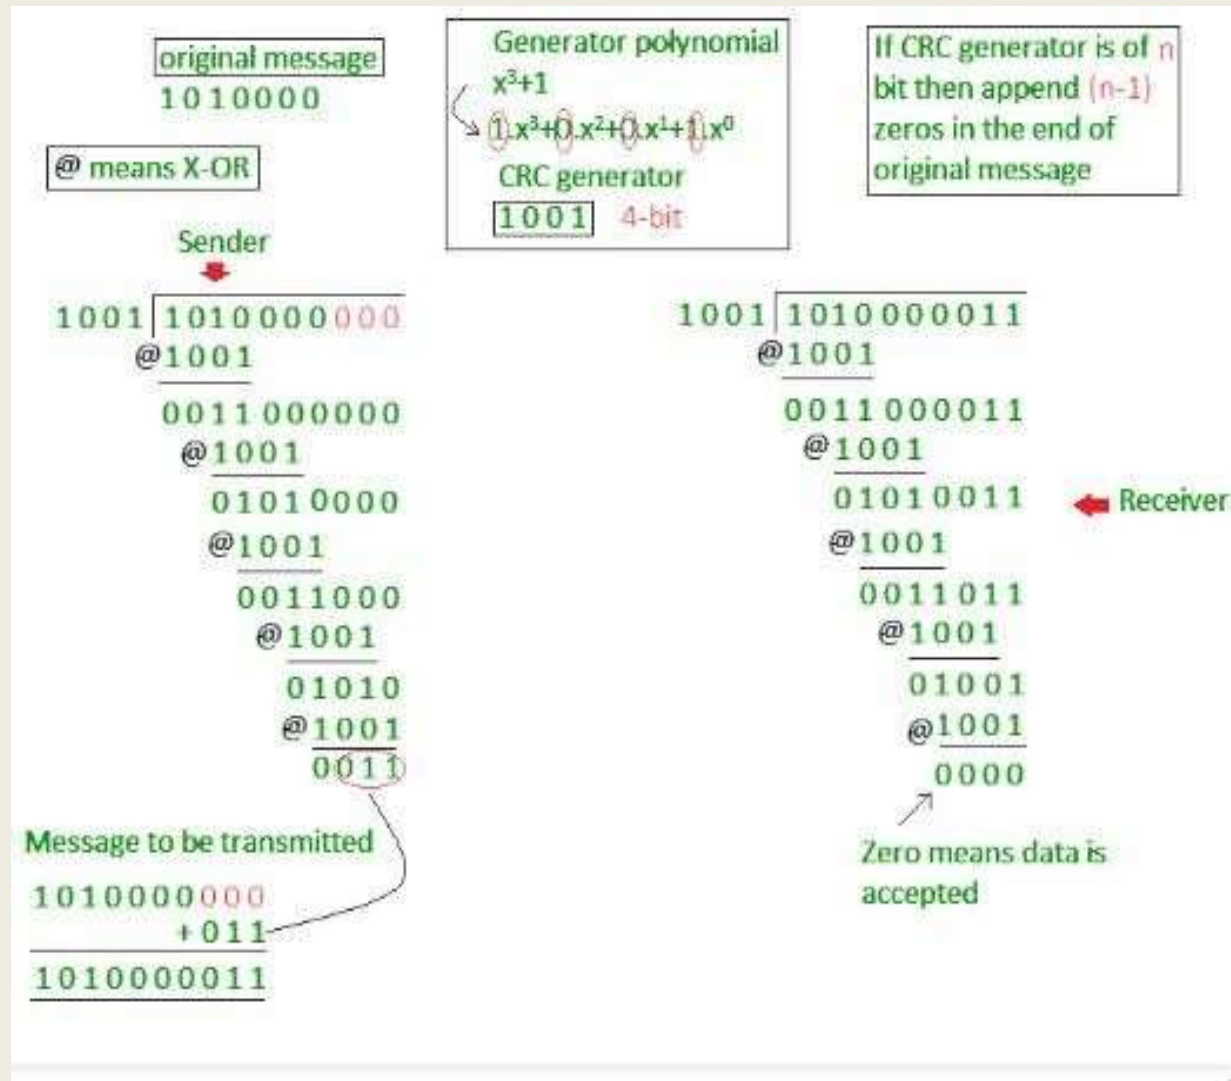 original message
1010000
@ means X-OR
Generator polynomial
x³+1
1.x³+0.x²+0.x¹+1.x⁰
CRC generator
1001 4-bit
If CRC generator is of n
bit then append (n-1)
zeros in the end of
original message
Sender
1001 1010000000
@1001
0011000000
@1001
01010000
@1001
0011000
@1001
01010
@1001
0011
Message to be transmitted
1010000000
+011
1010000011
1001 1010000011
@1001
0011000011
@1001
01010011
Receiver
@1001
0011011
@1001
01001
@1001
0000
Zero means data is
accepted